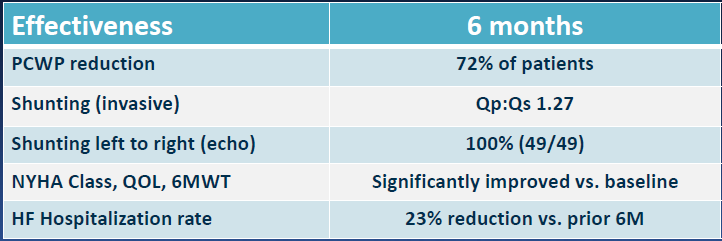 Effectiveness 6 months
PCWP reduction 72% of patients
Shunting (invasive) Qp:Qs 1.27
Shunting left to right (echo) 100% (49/49)
NYHA Class, QOL, 6MWT Significantly improved vs. baseline
HF Hospitalization rate 23% reduction vs. prior 6M